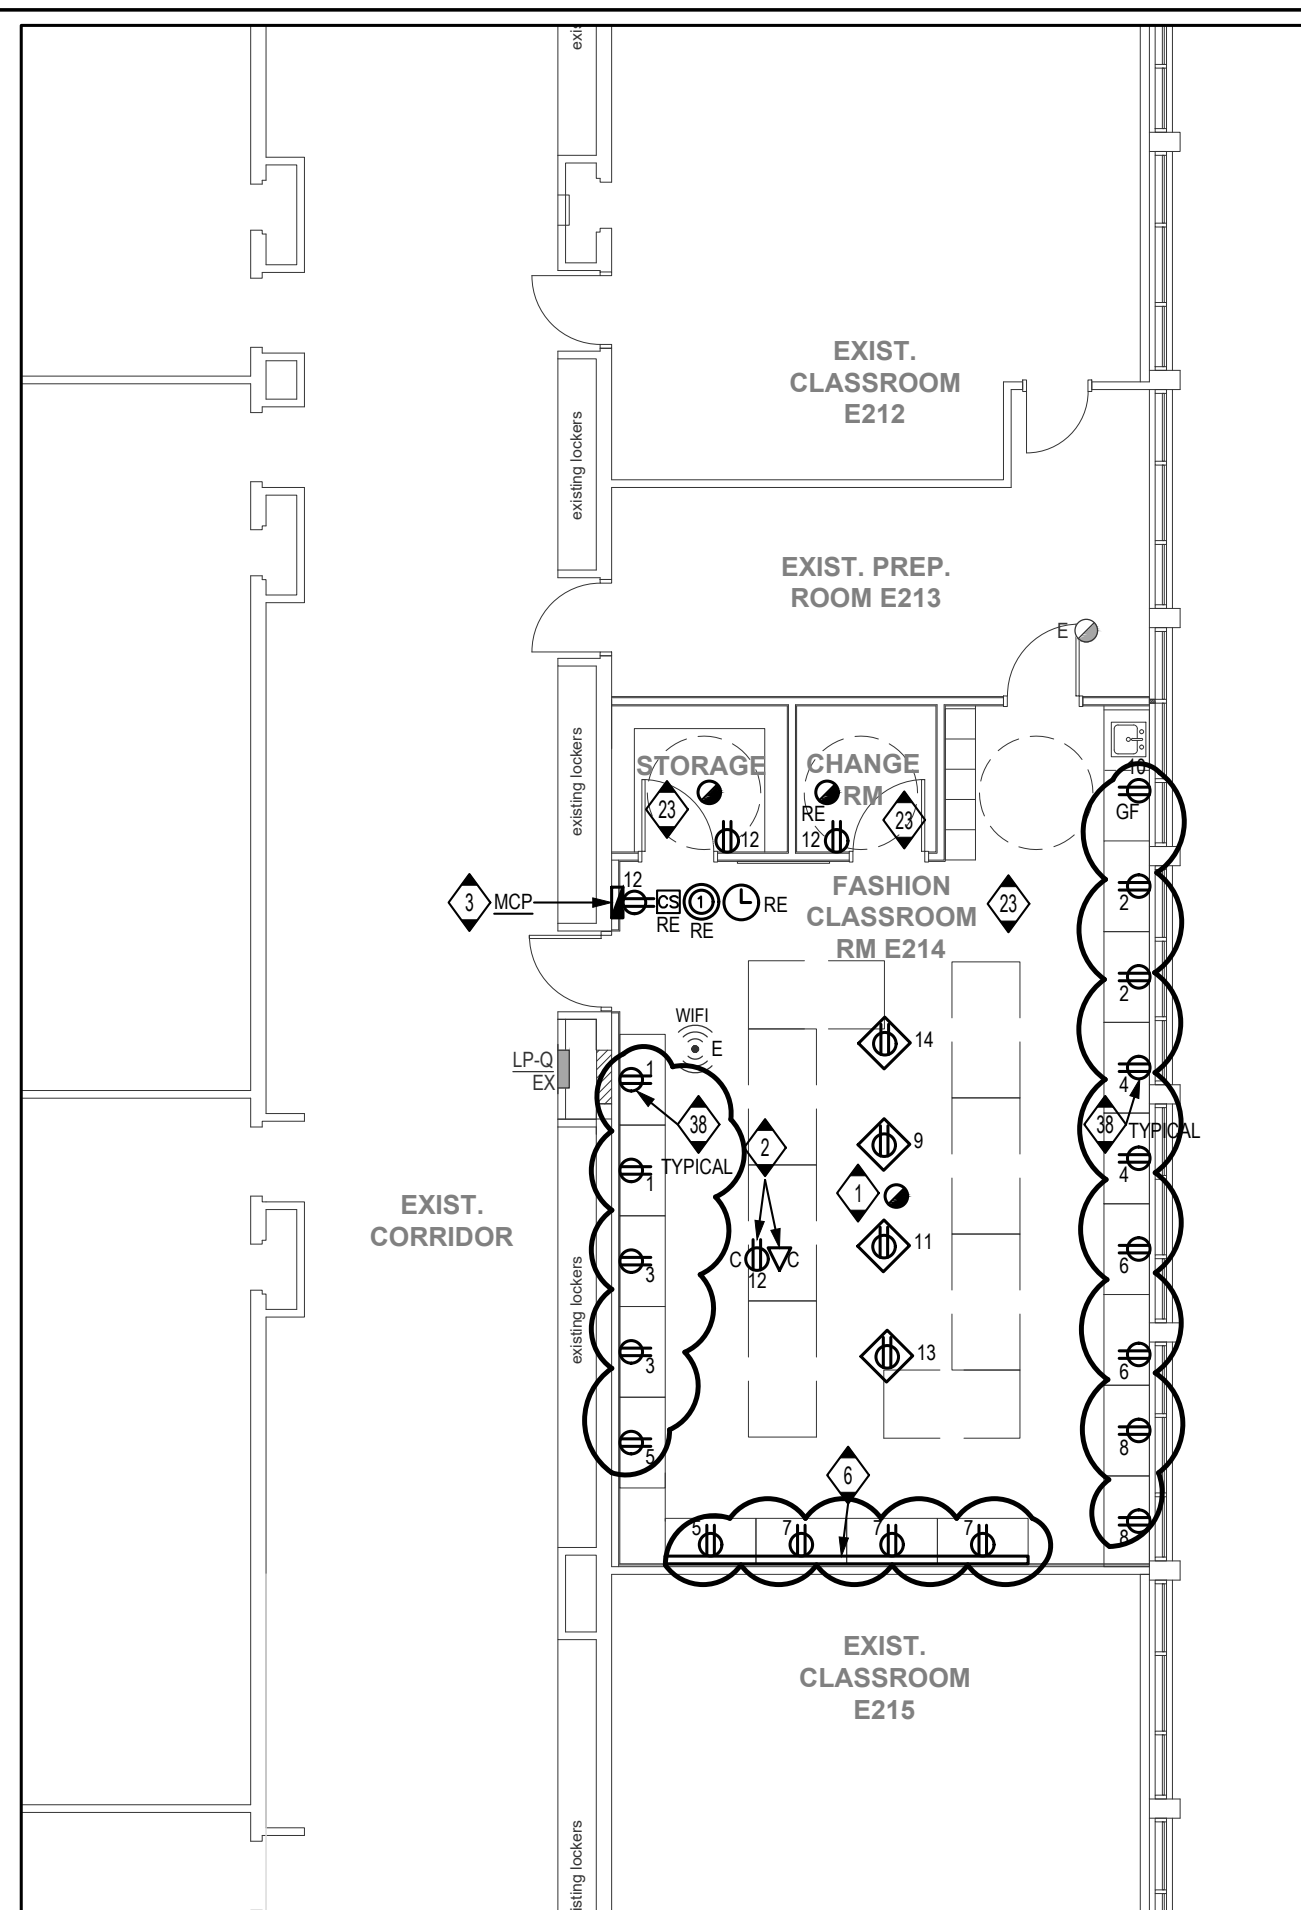 exis
EXIST.
CLASSROOM
E212
existing lockers
EXIST. PREP.
ROOM E213
E
existing lockers
STORAGE
CHANGE
RM
RE
23
23
12
12
10
GF
3
MCP
12
CS
RE
1
RE
RE
FASHION
CLASSROOM
RM E214
23
2
2
WIFI
E
14
LP-Q
EX
1
38
TYPICAL
4
38
TYPICAL
2
9
1
4
1
EXIST.
CORRIDOR
C
12
C
11
3
6
existing lockers
3
13
6
5
6
8
5
7
7
7
8
EXIST.
CLASSROOM
E215
isting lockers